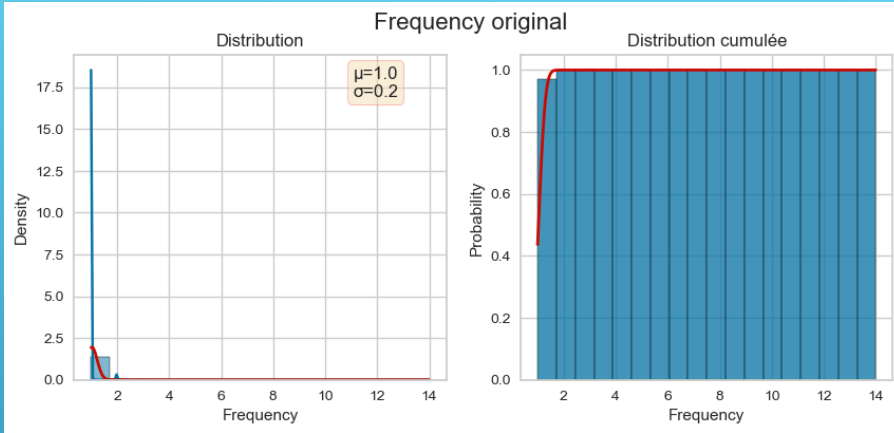 Frequency original
Distribution
Density
17.5
15.0
12.5
10.0
7.5
5.0
2.5
0.0
μ=1.0
σ=0.2
2 4 6 8 10 12 14
Frequency
Distribution cumulée
Probability
1.0
0.8
0.6
0.4
0.2
0.0
2 4 6 8 10 12 14
Frequency